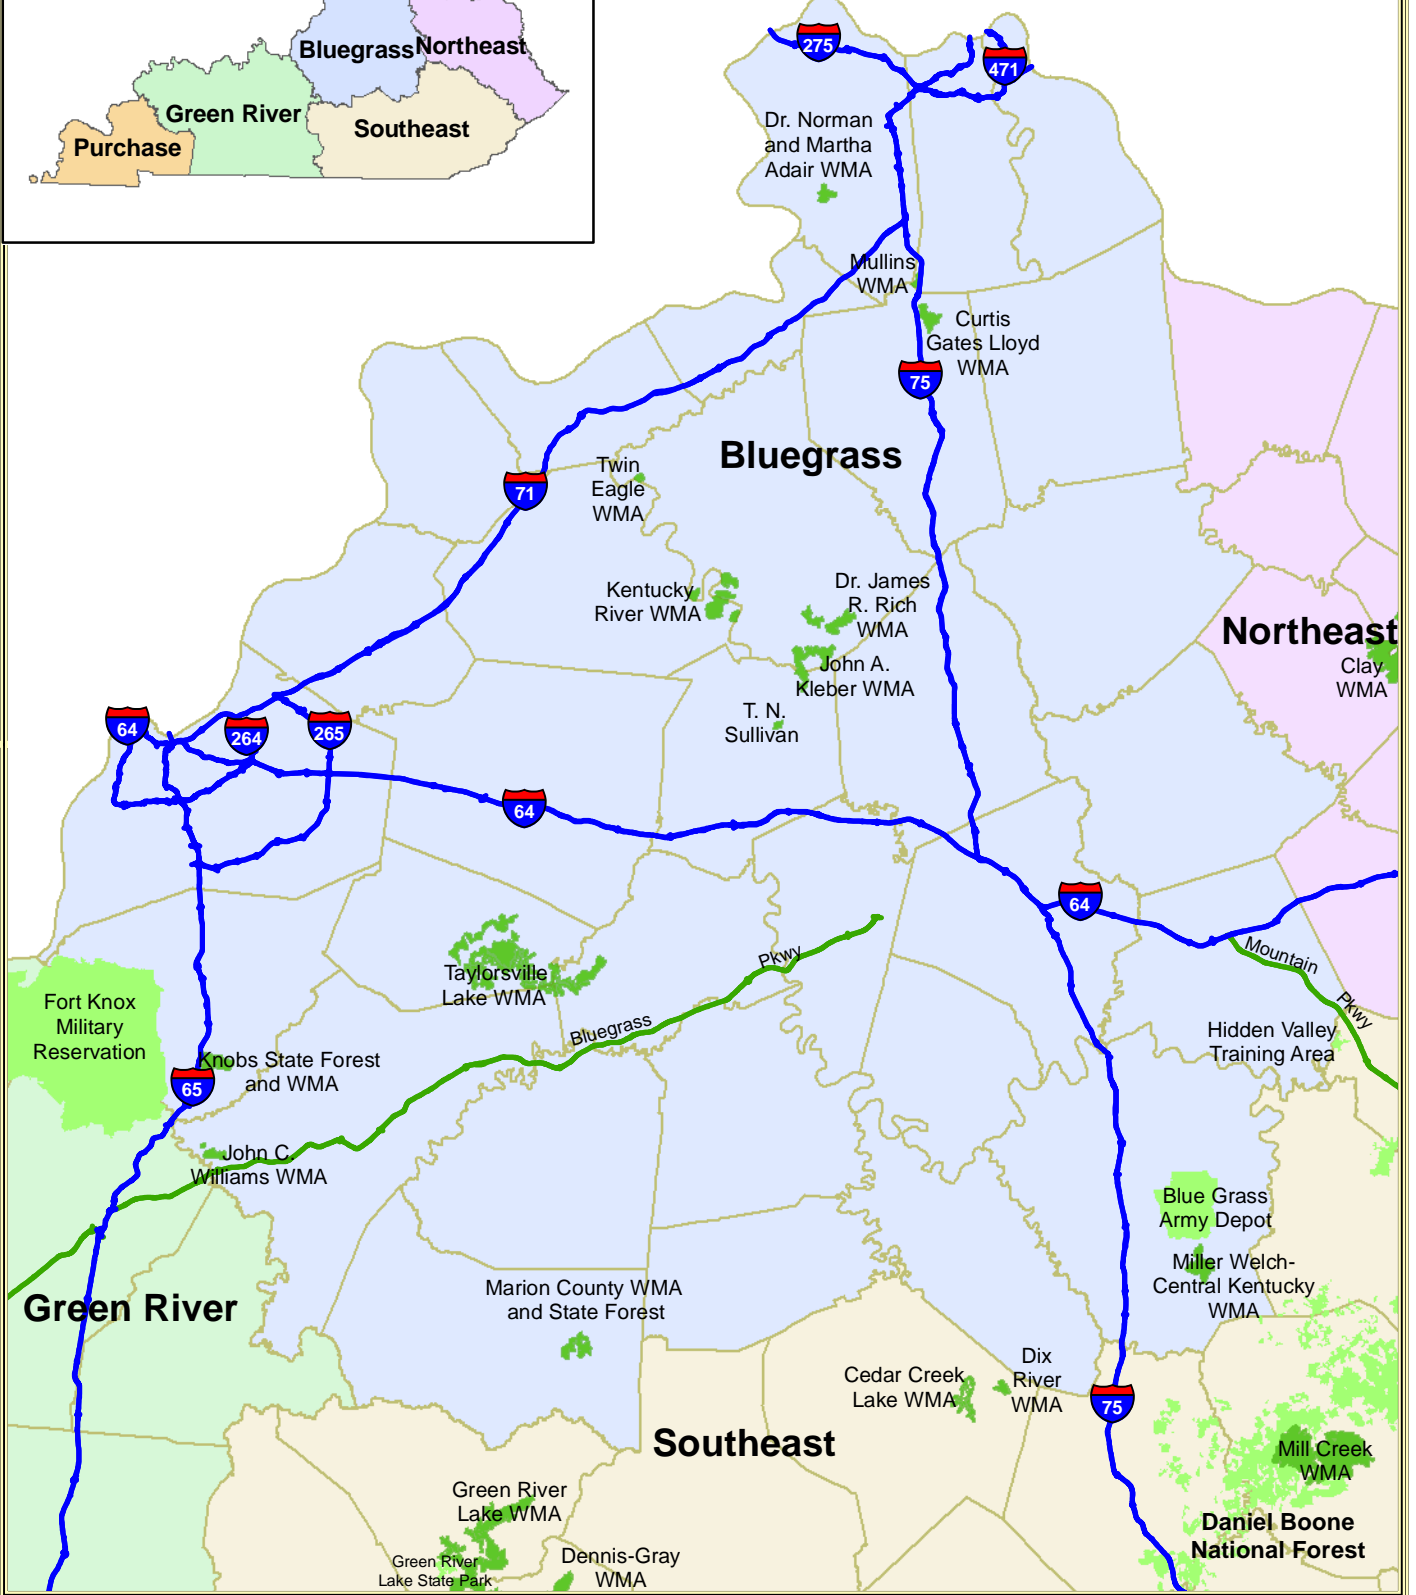 Bluegrass
Northeast
Green River
Southeast
Purchase
275
471
Dr. Norman
and Martha
Adair WMA
Mullins
WMA
Curtis
Gates Lloyd
WMA
75
Bluegrass
Twin
Eagle
WMA
71
Kentucky
River WMA
Dr. James
R. Rich
WMA
John A.
Kleber WMA
T. N.
Sullivan
Northeast
Clay
WMA
64
264
265
64
64
Taylorsville
Lake WMA
Pkwy
Bluegrass
Mountain
Pkwy
Fort Knox
Military
Reservation
Hidden Valley
Training Area
Knobs State Forest
and WMA
65
John C.
Williams WMA
Blue Grass
Army Depot
Miller Welch-
Central Kentucky
WMA
Green River
Marion County WMA
and State Forest
Cedar Creek
Lake WMA
Dix
River
WMA
75
Southeast
Mill Creek
WMA
Green River
Lake WMA
Daniel Boone
National Forest
Green River
Lake State Park
Dennis-Gray
WMA